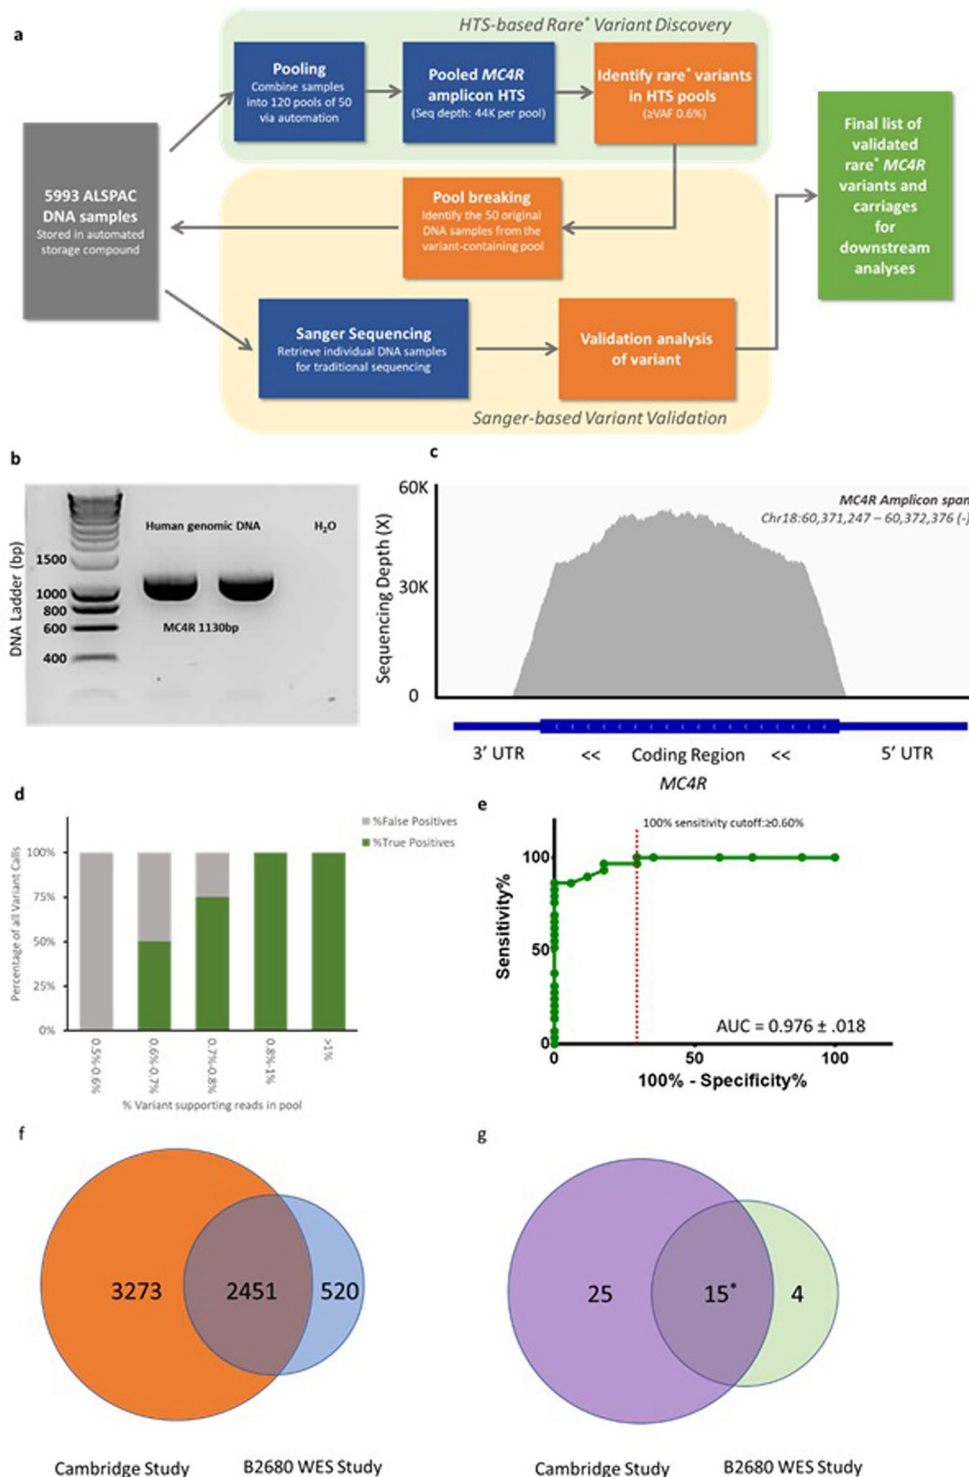 a
HTS-based Rare* Variant Discovery
Pooling
Combine samples
into 120 pools of 50
via automation
Pooled MC4R
amplicon HTS
(Seq depth: 44K per pool)
Identify rare* variants
in HTS pools
(≥VAF 0.6%)
5993 ALSPAC
DNA samples
Stored in automated
storage compound
Pool breaking
Identify the 50 original
DNA samples from the
variant-containing pool
Final list of
validated
rare* MC4R
variants and
carriages
for
downstream
analyses
Sanger Sequencing
Retrieve individual DNA samples
for traditional sequencing
Validation analysis
of variant
Sanger-based Variant Validation
b
DNA Ladder (bp)
1500
1000
800
600
400
Human genomic DNA
H2O
MC4R 1130bp
c
Sequencing Depth (X)
60K
30K
0
MC4R Amplicon span
Chr18:60,371,247 – 60,372,376 (-)
3' UTR << Coding Region << 5' UTR
MC4R
d
%False Positives
%True Positives
Percentage of all Variant Calls
100%
75%
50%
25%
0%
0.5%-0.6%
0.6%-0.7%
0.7%-0.8%
0.8%-1%
>1%
% Variant supporting reads in pool
e
100% sensitivity cutoff:≥0.60%
Sensitivity%
100
50
0
AUC = 0.976 ± .018
0 50 100
100% - Specificity%
f
3273 2451 520
Cambridge Study B2680 WES Study
g
25 15* 4
Cambridge Study B2680 WES Study